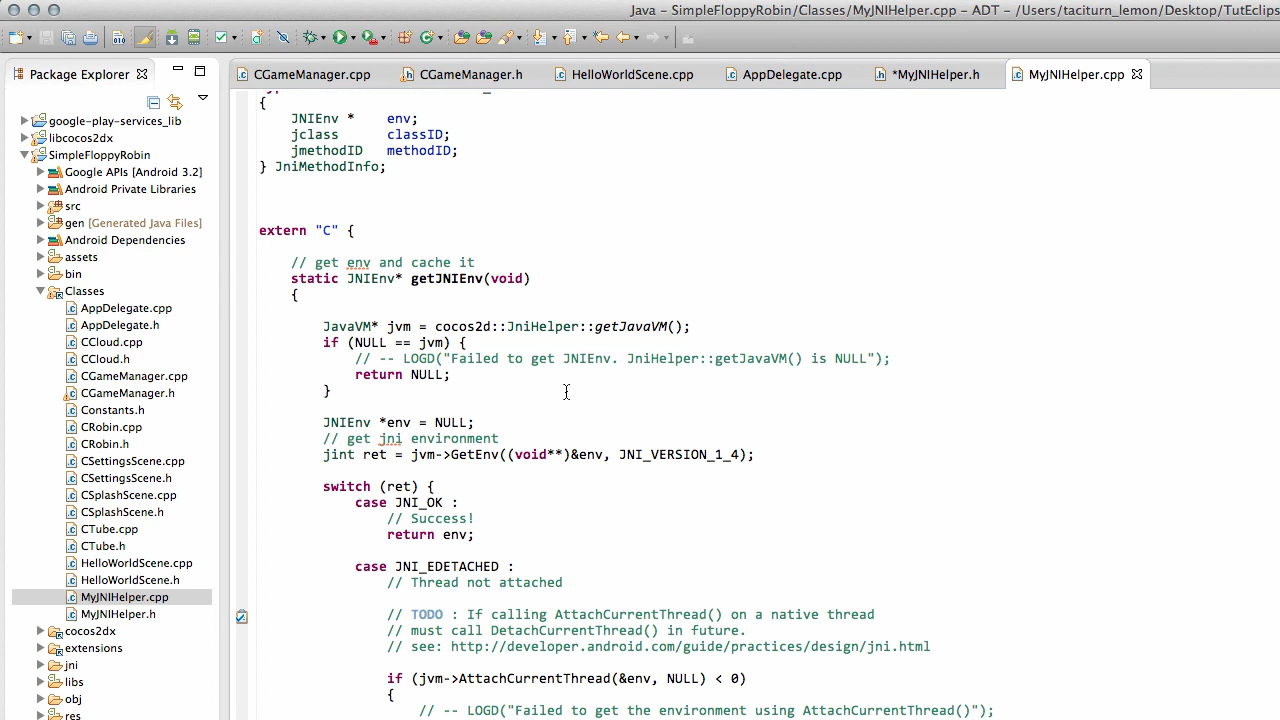 Java - SimpleFloppyRobin/Classes/MyJNIHelper.cpp - ADT - /Users/taciturn_lemon/Desktop/TutEclips
Package Explorer
CGameManager.cpp
CGameManager.h
HelloWorldScene.cpp
AppDelegate.cpp
*MyJNIHelper.h
MyJNIHelper.cpp
google-play-services_lib
libcocos2dx
SimpleFloppyRobin
Google APIs [Android 3.2]
Android Private Libraries
src
gen [Generated Java Files]
Android Dependencies
assets
bin
Classes
AppDelegate.cpp
AppDelegate.h
CCloud.cpp
CCloud.h
CGameManager.cpp
CGameManager.h
Constants.h
CRobin.cpp
CRobin.h
CSettingsScene.cpp
CSettingsScene.h
CSplashScene.cpp
CSplashScene.h
CTube.cpp
CTube.h
HelloWorldScene.cpp
HelloWorldScene.h
MyJNIHelper.cpp
MyJNIHelper.h
cocos2dx
extensions
jni
libs
obj
res
{
JNIEnv * env;
jclass classID;
jmethodID methodID;
} JniMethodInfo;
extern "C" {
// get env and cache it
static JNIEnv* getJNIEnv(void)
{
JavaVM* jvm = cocos2d::JniHelper::getJavaVM();
if (NULL == jvm) {
// -- LOGD("Failed to get JNIEnv. JniHelper::getJavaVM() is NULL");
return NULL;
}
JNIEnv *env = NULL;
// get jni environment
jint ret = jvm->GetEnv((void**)&env, JNI_VERSION_1_4);
switch (ret) {
case JNI_OK :
// Success!
return env;
case JNI_EDETACHED :
// Thread not attached
// TODO : If calling AttachCurrentThread() on a native thread
// must call DetachCurrentThread() in future.
// see: http://developer.android.com/guide/practices/design/jni.html
if (jvm->AttachCurrentThread(&env, NULL) < 0)
{
// -- LOGD("Failed to get the environment using AttachCurrentThread()");